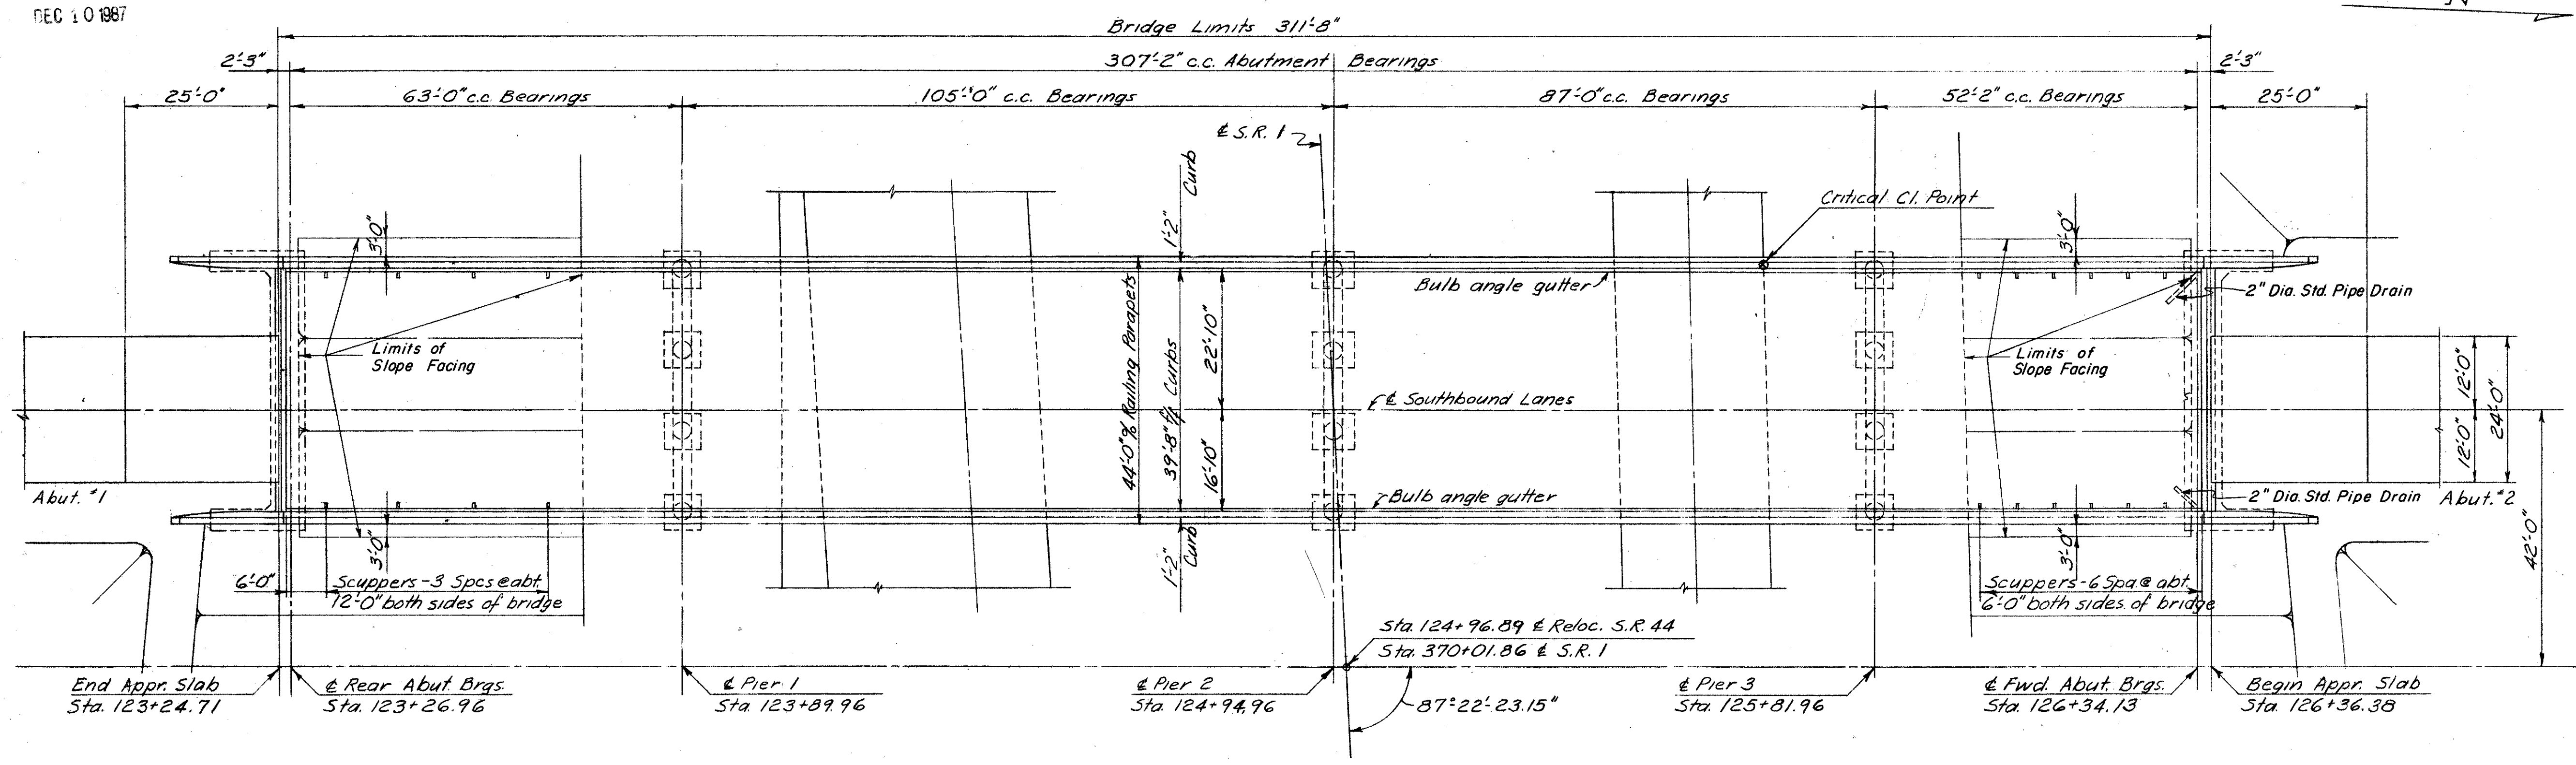 DEC 10 1987
Bridge Limits 311'-8"
2'-3"
307'-2" c.c. Abutment Bearings
2'-3"
25'-0"
63'-0" c.c. Bearings
105'-0" c.c. Bearings
87'-0" c.c. Bearings
52'-2" c.c. Bearings
25'-0"
℄ S.R. 1
Curb
1'-2"
Critical Cl. Point
3'-0"
3'-0"
Bulb angle gutter
2" Dia. Std. Pipe Drain
Limits of
Slope Facing
44'-0" % Railing Parapets
39'-8" f/f Curbs
22'-10"
16'-10"
℄ Southbound Lanes
Limits of
Slope Facing
12'-0"
12'-0"
24'-0"
Abut. #1
Bulb angle gutter
2" Dia. Std. Pipe Drain
Abut. #2
3'-0"
1'-2"
Curb
3'-0"
42'-0"
6'-0"
Scuppers-3 Spcs @ abt.
12'-0" both sides of bridge
Scuppers-6 Spa @ abt.
6'-0" both sides of bridge
Sta. 124+96.89 ℄ Reloc. S.R. 44
Sta. 370+01.86 ℄ S.R. 1
End Appr. Slab
Sta. 123+24.71
℄ Rear Abut. Brgs.
Sta. 123+26.96
℄ Pier 1
Sta. 123+89.96
℄ Pier 2
Sta. 124+94.96
87°-22'-23.15"
℄ Pier 3
Sta. 125+81.96
℄ Fwd. Abut. Brgs.
Sta. 126+34.13
Begin Appr. Slab
Sta. 126+36.38